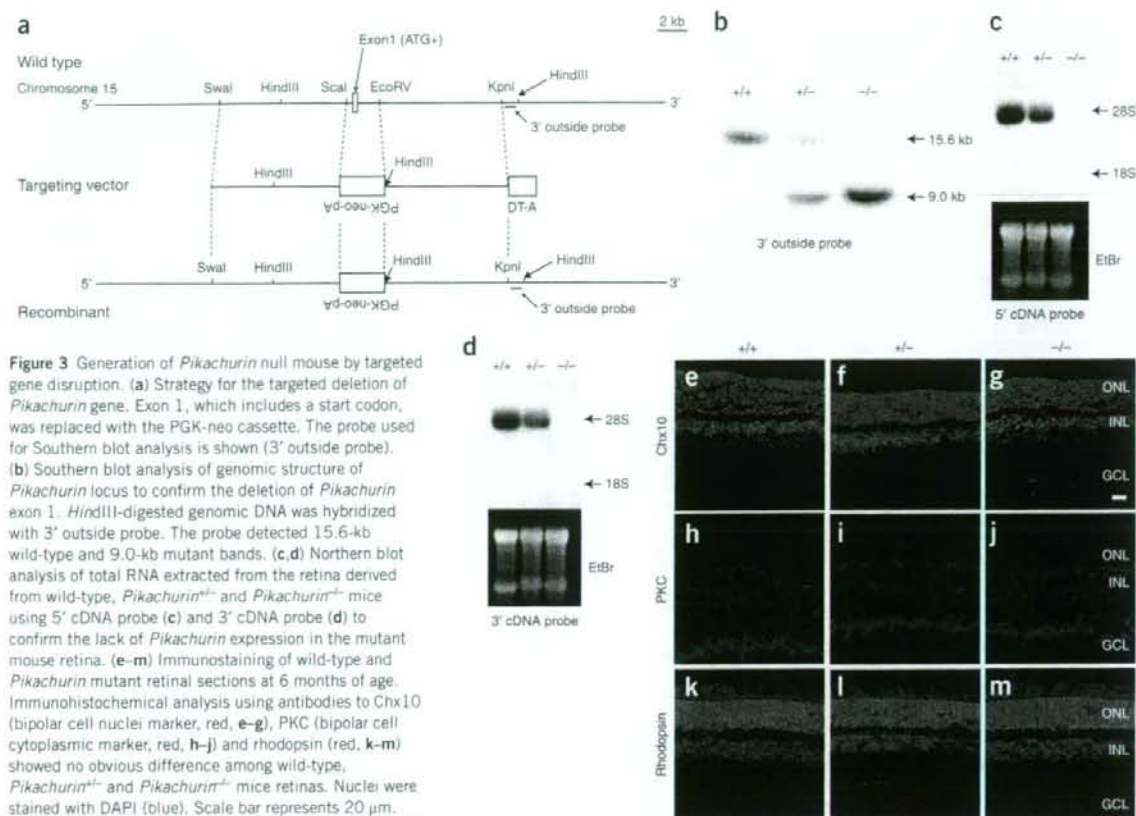 a
2 kb
Exon1 (ATG+)
Wild type
Chromosome 15
SwaI
HindIII
ScaI
EcoRV
KpnI
HindIII
5′
3′
3′ outside probe
HindIII
Targeting vector
PGK-neo-pA
DT-A
SwaI
HindIII
HindIII
KpnI
HindIII
5′
3′
PGK-neo-pA
3′ outside probe
Recombinant
b
+/+
+/–
–/–
15.6 kb
9.0 kb
3′ outside probe
c
+/+ +/– –/–
28S
18S
EtBr
5′ cDNA probe
Figure 3 Generation of Pikachurin null mouse by targeted
gene disruption. (a) Strategy for the targeted deletion of
Pikachurin gene. Exon 1, which includes a start codon,
was replaced with the PGK-neo cassette. The probe used
for Southern blot analysis is shown (3′ outside probe).
(b) Southern blot analysis of genomic structure of
Pikachurin locus to confirm the deletion of Pikachurin
exon 1. HindIII-digested genomic DNA was hybridized
with 3′ outside probe. The probe detected 15.6-kb
wild-type and 9.0-kb mutant bands. (c,d) Northern blot
analysis of total RNA extracted from the retina derived
from wild-type, Pikachurin+/– and Pikachurin–/– mice
using 5′ cDNA probe (c) and 3′ cDNA probe (d) to
confirm the lack of Pikachurin expression in the mutant
mouse retina. (e–m) Immunostaining of wild-type and
Pikachurin mutant retinal sections at 6 months of age.
Immunohistochemical analysis using antibodies to Chx10
(bipolar cell nuclei marker, red, e–g), PKC (bipolar cell
cytoplasmic marker, red, h–j) and rhodopsin (red, k–m)
showed no obvious difference among wild-type,
Pikachurin+/– and Pikachurin–/– mice retinas. Nuclei were
stained with DAPI (blue). Scale bar represents 20 μm.
d
+/+ +/– –/–
28S
18S
EtBr
3′ cDNA probe
+/+
+/–
–/–
Chx10
e
f
g
ONL
INL
GCL
PKC
h
i
j
ONL
INL
GCL
Rhodopsin
k
l
m
ONL
INL
GCL